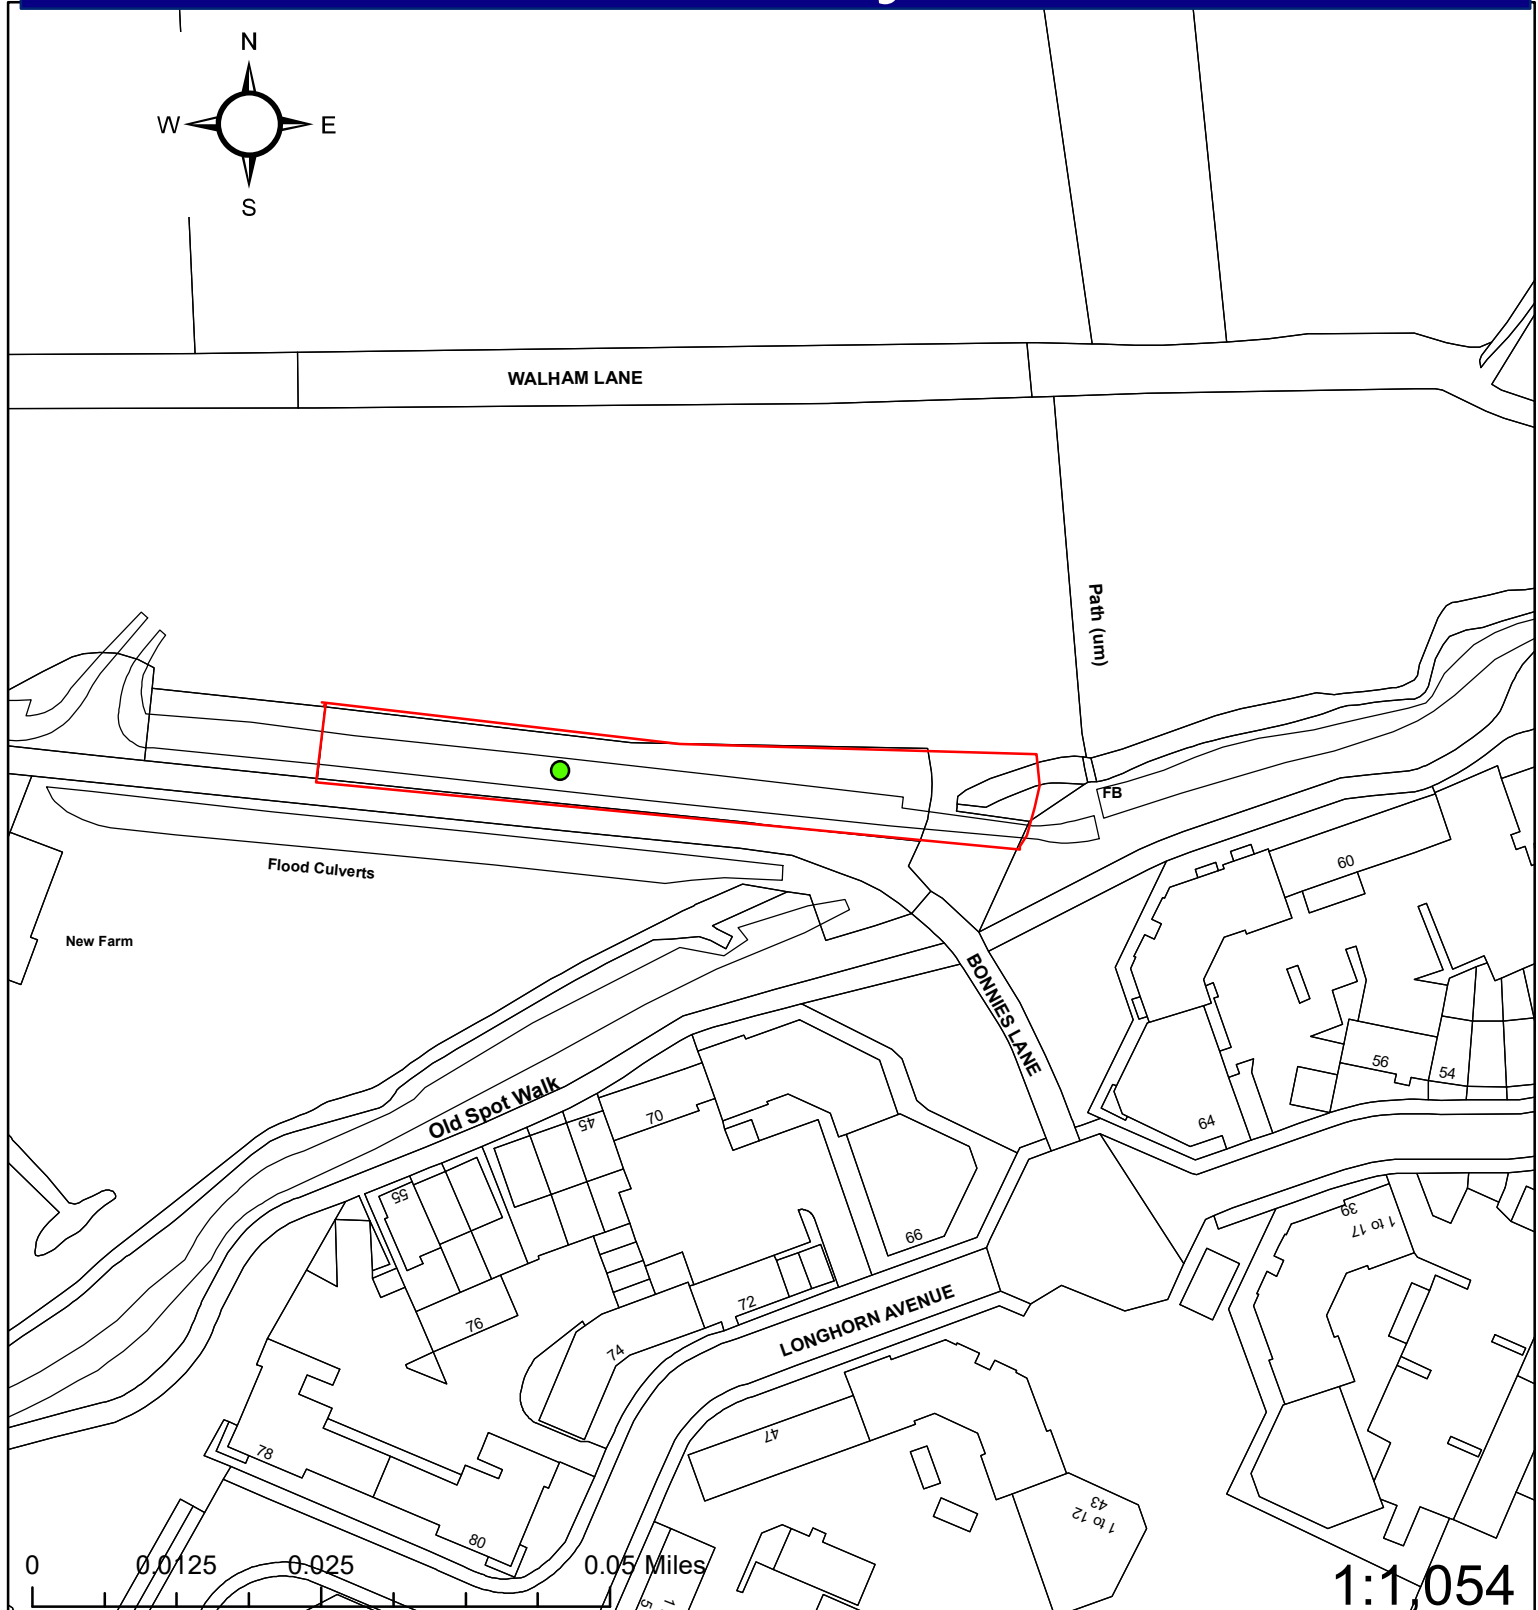 N
W E
S
WALHAM LANE
Path (um)
FB
Flood Culverts
New Farm
60
BONNIES LANE
56
54
64
Old Spot Walk
45
70
55
66
39
1 to 17
72
76
74
LONGHORN AVENUE
47
78
43
1 to 12
80
0 0.0125 0.025 0.05 Miles
1:1,054